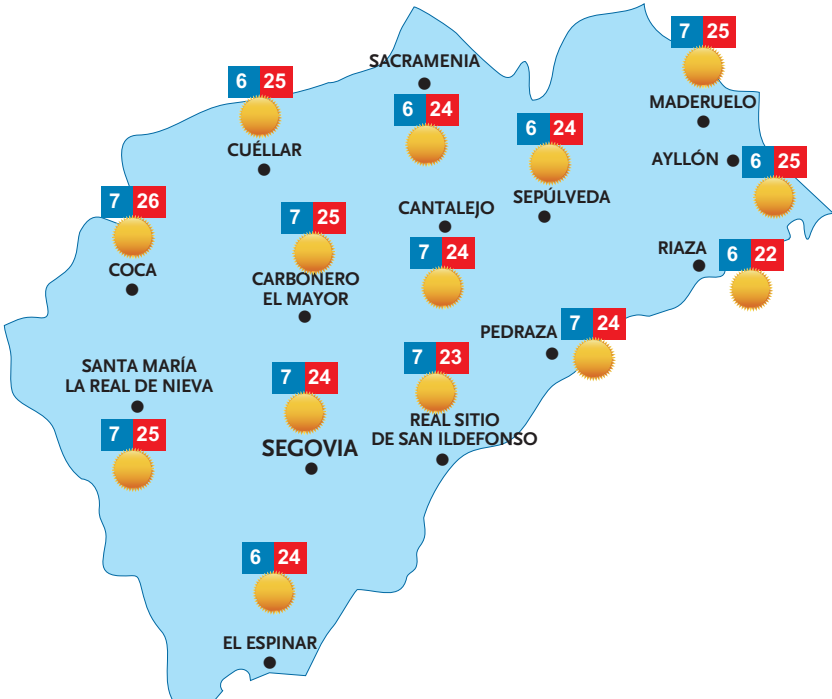 7 25
MADERUELO
SACRAMENIA
6 24
6 25
CUÉLLAR
6 24
SEPÚLVEDA
AYLLÓN
6 25
7 26
COCA
7 25
CARBONERO
EL MAYOR
CANTALEJO
7 24
RIAZA
6 22
PEDRAZA
7 24
SANTA MARÍA
LA REAL DE NIEVA
7 25
7 24
SEGOVIA
7 23
REAL SITIO
DE SAN ILDEFONSO
6 24
EL ESPINAR